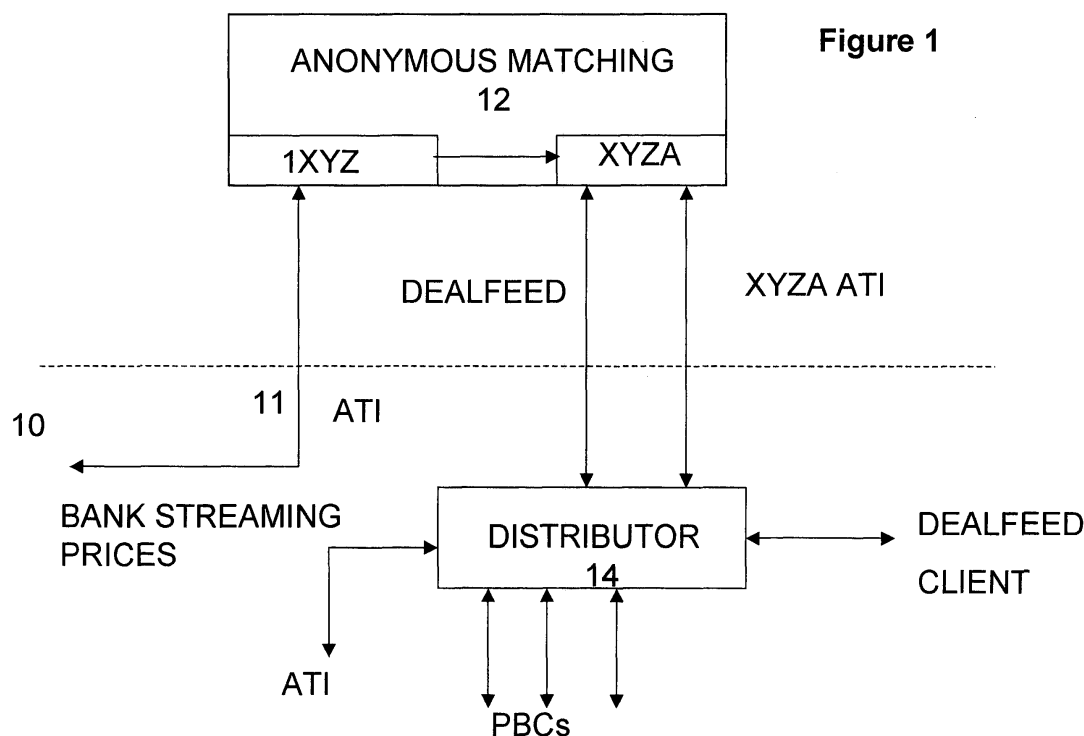 Figure 1
ANONYMOUS MATCHING
12
1XYZ
XYZA
DEALFEED
XYZA ATI
10
11
ATI
BANK STREAMING
PRICES
DISTRIBUTOR
14
DEALFEED
CLIENT
ATI
PBCs